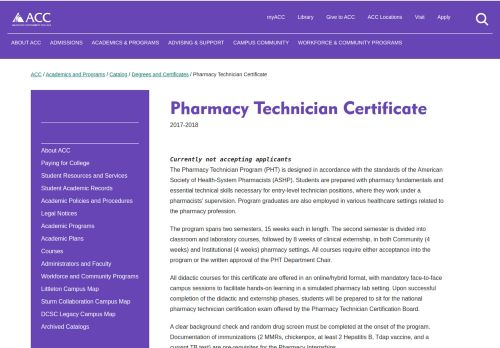 ACC
myACC Library Give to ACC ACC Locations Visit Apply
ABOUT ACC ADMISSIONS ACADEMICS & PROGRAMS ADVISING & SUPPORT CAMPUS COMMUNITY WORKFORCE & COMMUNITY PROGRAMS
ACC / Academics and Programs / Catalog / Degrees and Certificates / Pharmacy Technician Certificate
About ACC
Paying for College
Student Resources and Services
Student Academic Records
Academic Policies and Procedures
Legal Notices
Academic Programs
Academic Plans
Courses
Administrators and Faculty
Workforce and Community Programs
Littleton Campus Map
Sturm Collaboration Campus Map
DCSC Legacy Campus Map
Archived Catalogs
Pharmacy Technician Certificate
2017-2018
Currently not accepting applicants
The Pharmacy Technician Program (PHT) is designed in accordance with the standards of the American
Society of Health-System Pharmacists (ASHP). Students are prepared with pharmacy fundamentals and
essential technical skills necessary for entry-level technician positions, where they work under a
pharmacists' supervision. Program graduates are also employed in various healthcare settings related to
the pharmacy profession.
The program spans two semesters, 15 weeks each in length. The second semester is divided into
classroom and laboratory courses, followed by 8 weeks of clinical externship, in both Community (4
weeks) and Institutional (4 weeks) pharmacy settings. All courses require either acceptance into the
program or the written approval of the PHT Department Chair.
All didactic courses for this certificate are offered in an online/hybrid format, with mandatory face-to-face
campus sessions to facilitate hands-on learning in a simulated pharmacy lab setting. Upon successful
completion of the didactic and externship phases, students will be prepared to sit for the national
pharmacy technician certification exam offered by the Pharmacy Technician Certification Board.
A clear background check and random drug screen must be completed at the onset of the program.
Documentation of immunizations (2 MMRs, chickenpox, at least 2 Hepatitis B, Tdap vaccine, and a
current TB test) are pre-requisites for the Pharmacy Internships.